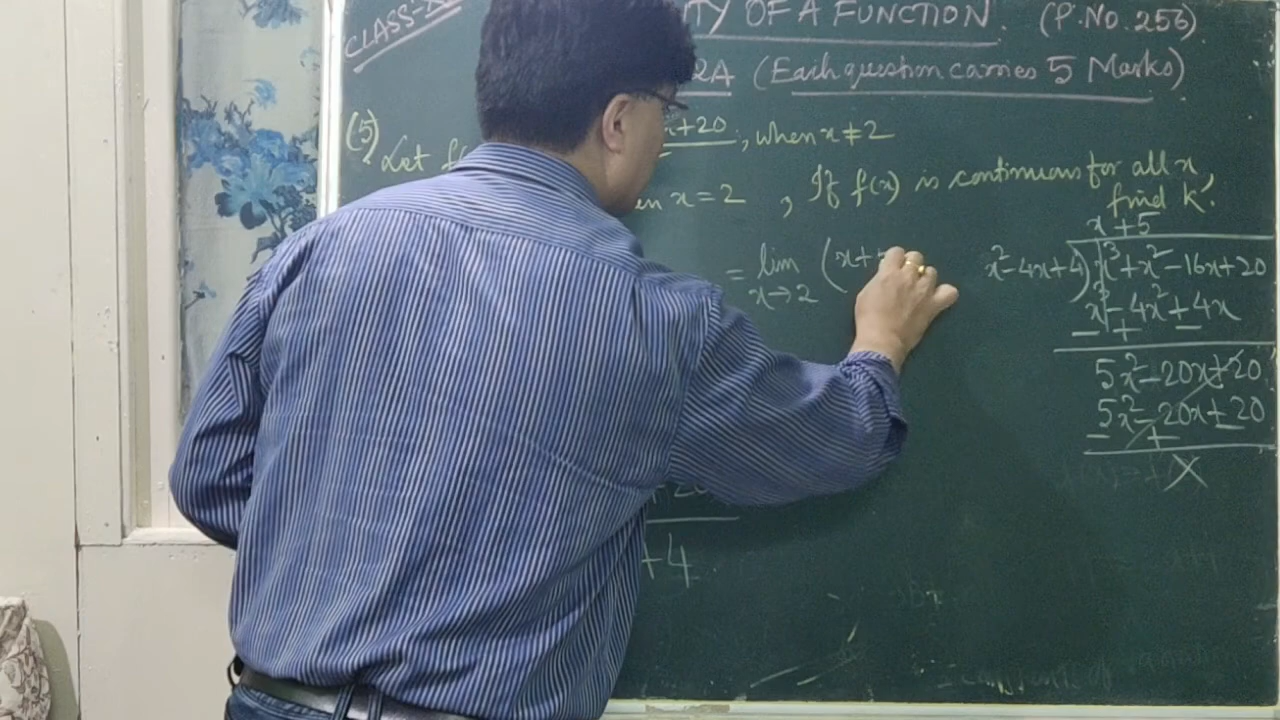 CLASS-X
TY OF A FUNCTION. (P.No.256)
2A (Each question carries 5 Marks)
(5) Let f( x+20, when x ≠ 2
en x = 2 , If f(x) is continuous for all x,
find K?
= lim (x+
x→2
x+5
x²-4x+4) x³+x²-16x+20
x³-4x²+4x
- + -
5x²-20x+20
5x²-20x+20
- + -
X
+4